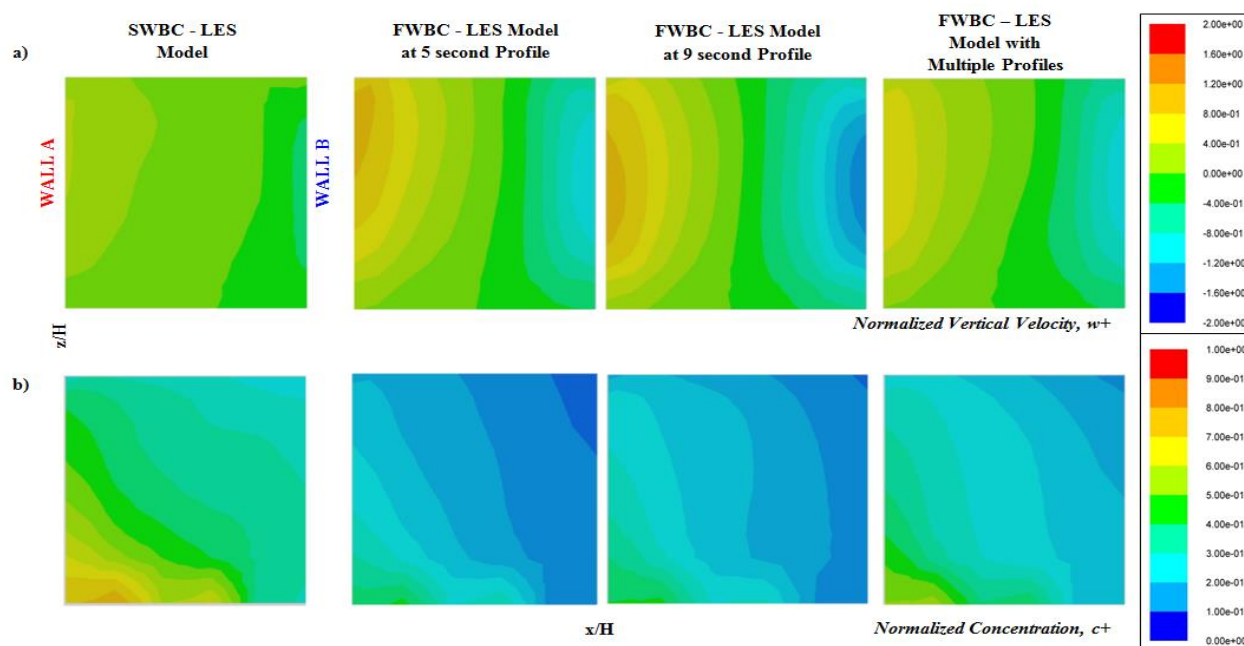 SWBC - LES
Model
FWBC - LES Model
at 5 second Profile
FWBC - LES Model
at 9 second Profile
FWBC – LES
Model with
Multiple Profiles
a)
WALL A
WALL B
z/H
Normalized Vertical Velocity, w+
2.00e+00
1.60e+00
1.20e+00
8.00e-01
4.00e-01
0.00e+00
-4.00e-01
-8.00e-01
-1.20e+00
-1.60e+00
-2.00e+00
b)
x/H
Normalized Concentration, c+
1.00e+00
9.00e-01
8.00e-01
7.00e-01
6.00e-01
5.00e-01
4.00e-01
3.00e-01
2.00e-01
1.00e-01
0.00e+00